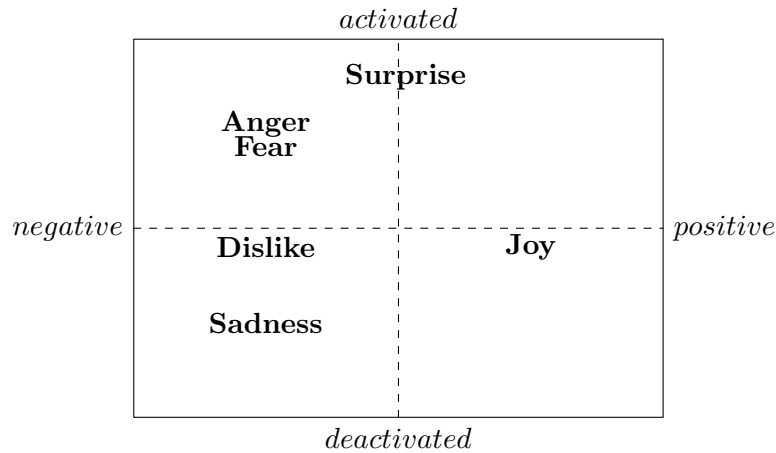 activated
Surprise
Anger
Fear
negative
positive
Dislike
Joy
Sadness
deactivated